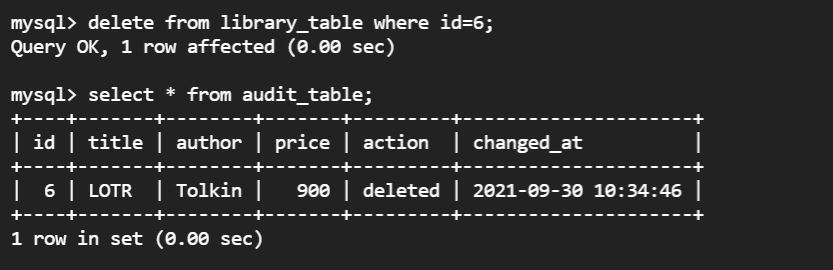 mysql> delete from library_table where id=6;
Query OK, 1 row affected (0.00 sec)

mysql> select * from audit_table;
+----+-------+--------+-------+---------+---------------------+
| id | title | author | price | action  | changed_at          |
+----+-------+--------+-------+---------+---------------------+
|  6 | LOTR  | Tolkin |   900 | deleted | 2021-09-30 10:34:46 |
+----+-------+--------+-------+---------+---------------------+
1 row in set (0.00 sec)